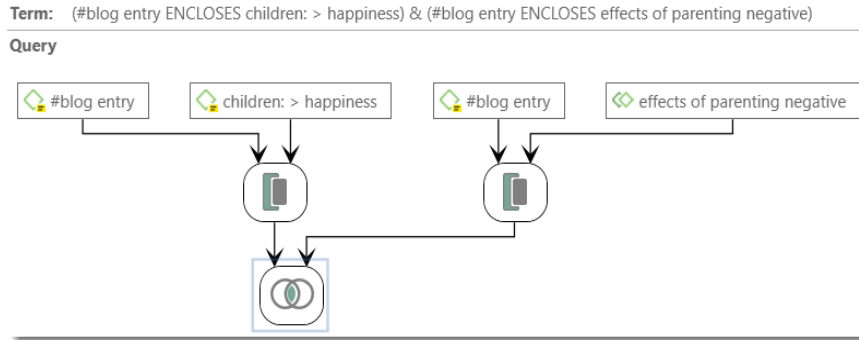 Term: (#blog entry ENCLOSES children: > happiness) & (#blog entry ENCLOSES effects of parenting negative)
Query
#blog entry children: > happiness #blog entry effects of parenting negative